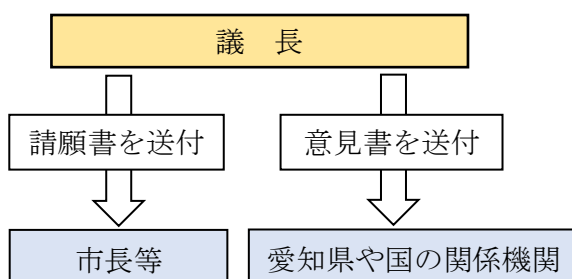 議　長
請願書を送付
意見書を送付
市長等
愛知県や国の関係機関